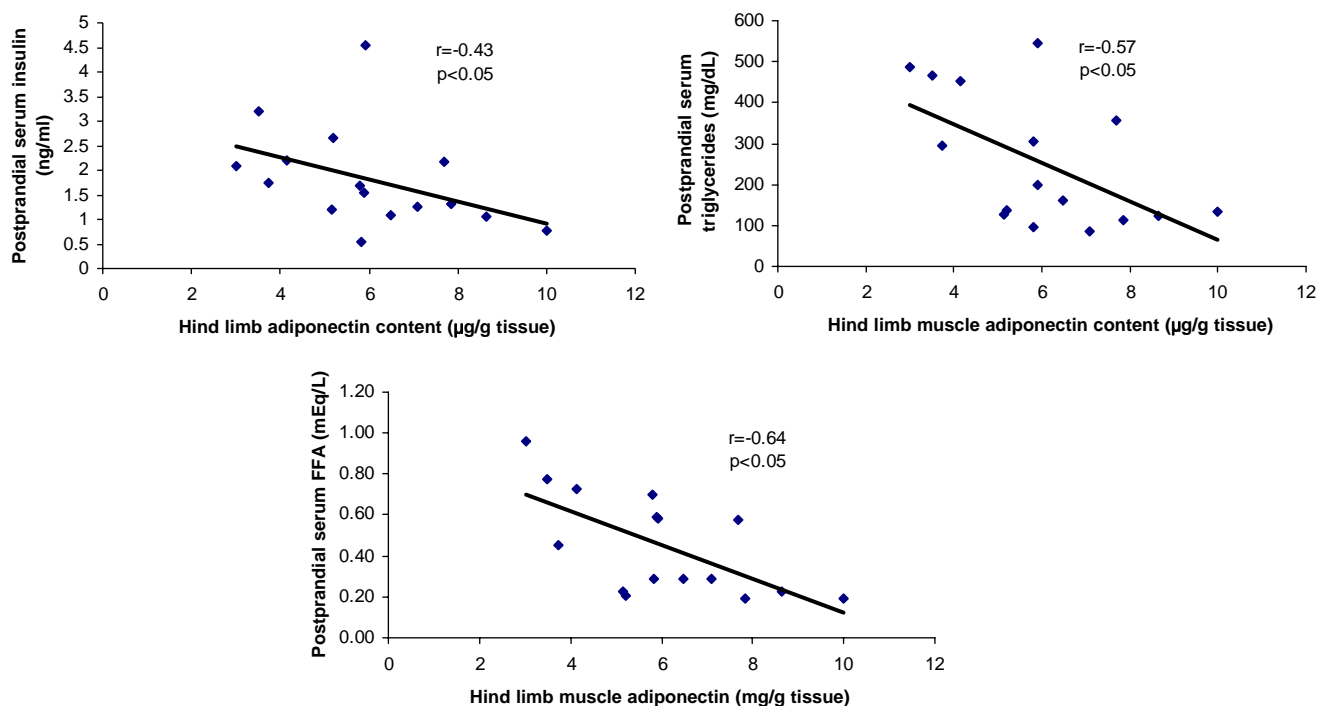 Postprandial serum insulin
(ng/ml)
5
4.5
4
3.5
3
2.5
2
1.5
1
0.5
0
r=-0.43
p<0.05
0 2 4 6 8 10 12
Hind limb adiponectin content (µg/g tissue)
Postprandial serum
triglycerides (mg/dL)
600
500
400
300
200
100
0
r=-0.57
p<0.05
0 2 4 6 8 10 12
Hind limb muscle adiponectin content (µg/g tissue)
Postprandial serum FFA (mEq/L)
1.20
1.00
0.80
0.60
0.40
0.20
0.00
r=-0.64
p<0.05
0 2 4 6 8 10 12
Hind limb muscle adiponectin (mg/g tissue)